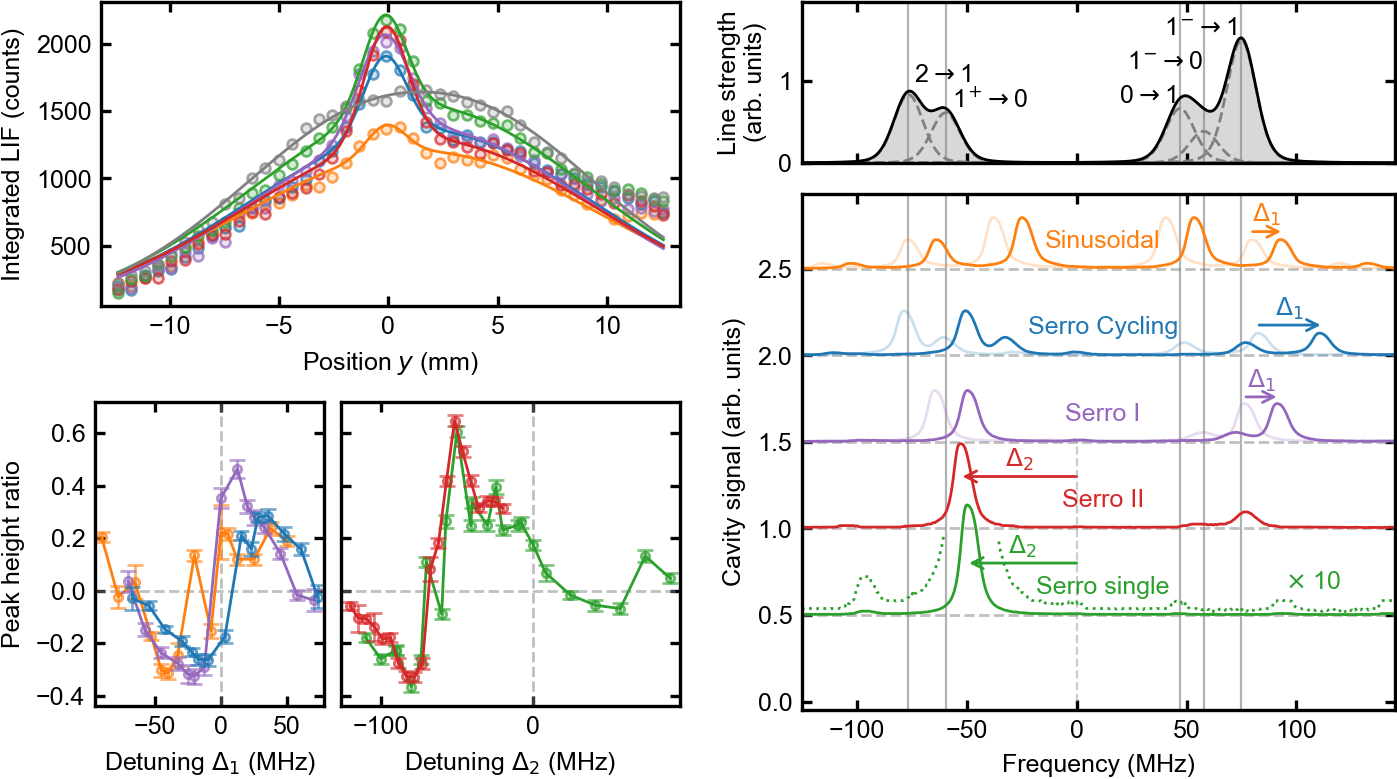 Integrated LIF (counts)
2000
1500
1000
500
−10
−5
0
5
10
Position y (mm)
Peak height ratio
0.6
0.4
0.2
0.0
−0.2
−0.4
−50
0
50
Detuning Δ₁ (MHz)
−100
0
Detuning Δ₂ (MHz)
Line strength
(arb. units)
1
0
2 → 1
1⁺ → 0
0 → 1
1⁻ → 0
1⁻ → 1
Cavity signal (arb. units)
2.5
2.0
1.5
1.0
0.5
0.0
Sinusoidal
Δ₁
Serro Cycling
Δ₁
Serro I
Δ₁
Serro II
Δ₂
Serro single
Δ₂
× 10
−100
−50
0
50
100
Frequency (MHz)